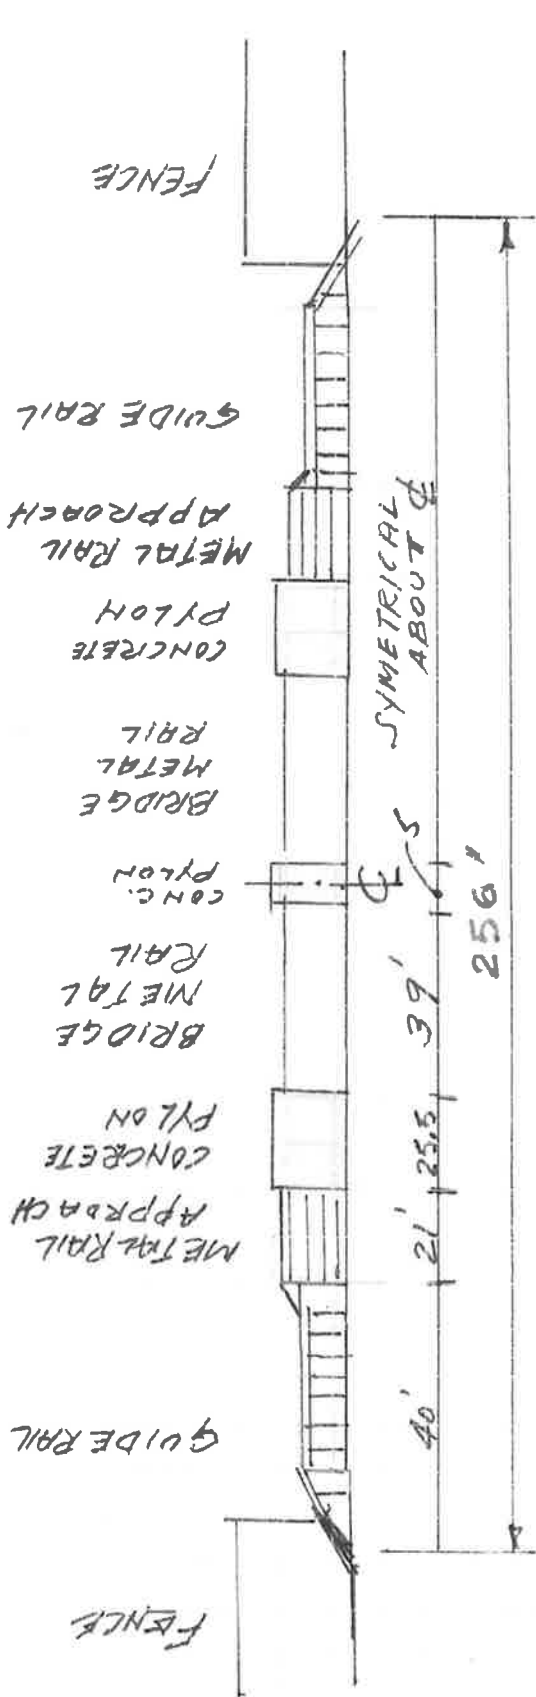 FENCE
GUIDE RAIL
METAL RAIL
APPROACH
CONCRETE
PYLON
BRIDGE
METAL
RAIL
CONC.
PYLON
BRIDGE
METAL
RAIL
CONCRETE
PYLON
METAL RAIL
APPROACH
GUIDE RAIL
FENCE
40'
21'
25.5
39'
5
℄
SYMETRICAL
ABOUT ℄
256'